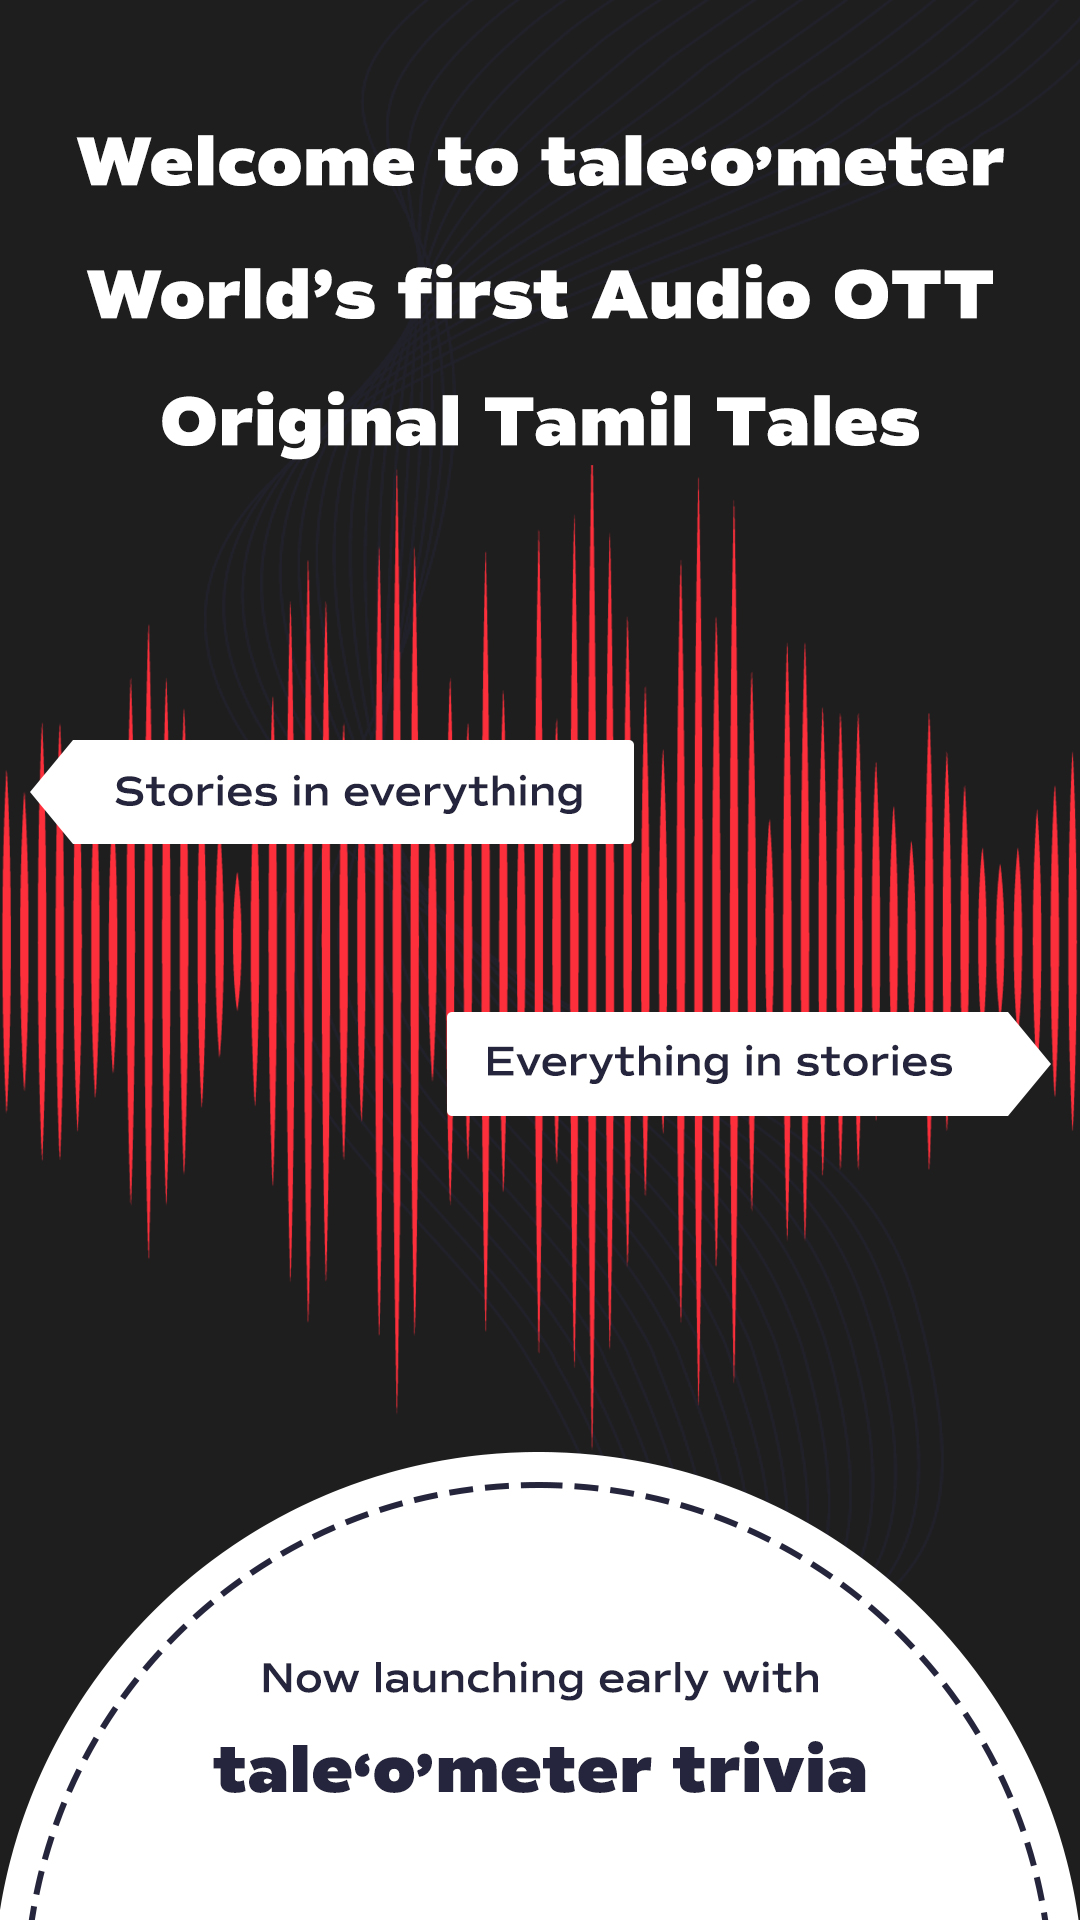 Welcome to tale‘o’meter
World’s first Audio OTT
Original Tamil Tales
Stories in everything
Everything in stories
Now launching early with
tale‘o’meter trivia